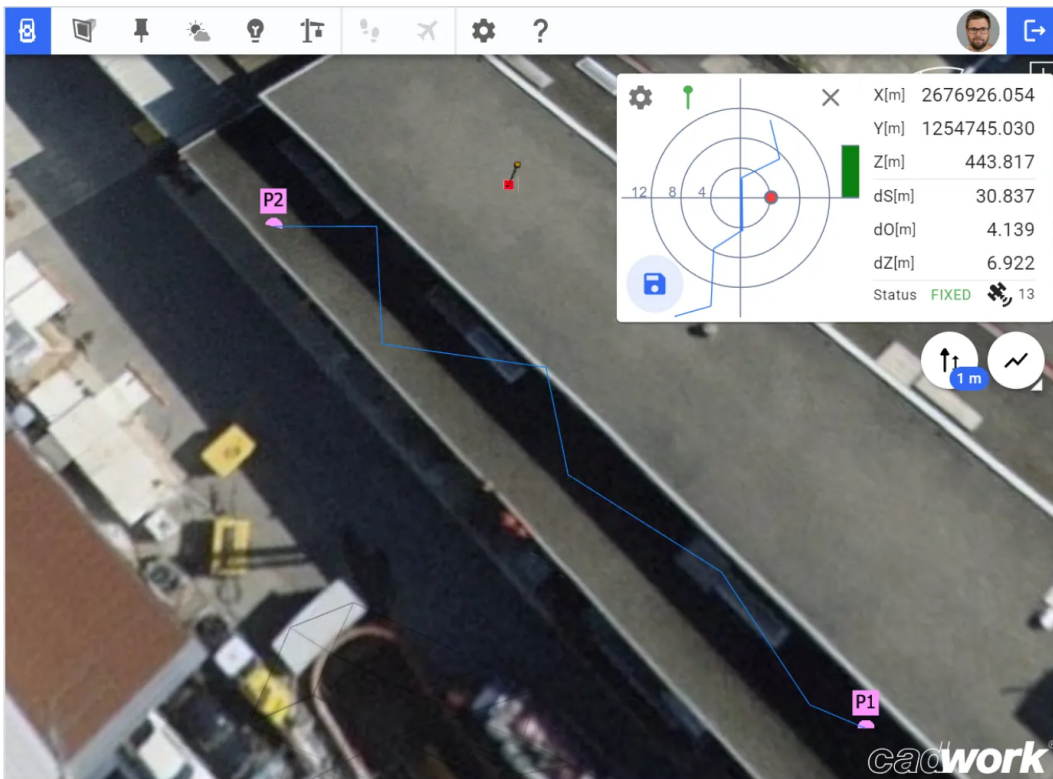 ?
X[m] 2676926.054
Y[m] 1254745.030
Z[m] 443.817
12 8 4
dS[m] 30.837
dO[m] 4.139
dZ[m] 6.922
Status FIXED 13
P2
1 m
P1
cadwork